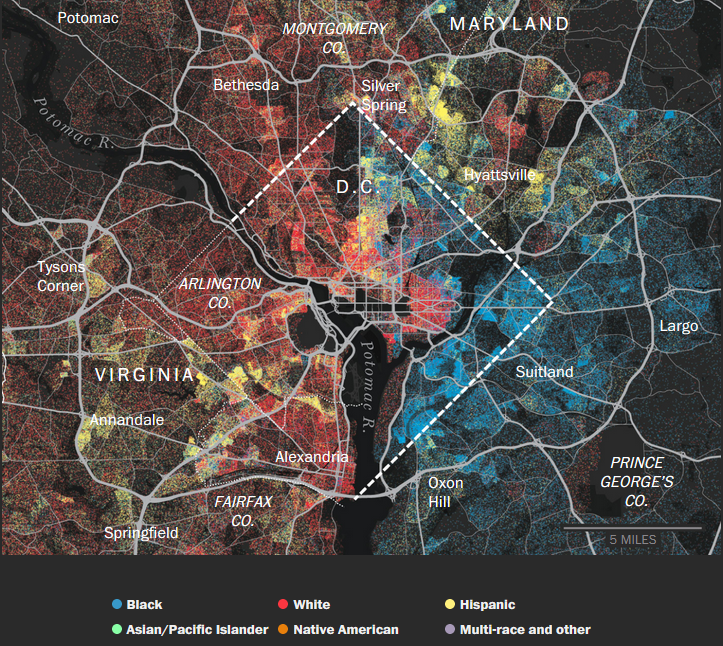 Potomac
MONTGOMERY
CO.
MARYLAND
Bethesda
Silver
Spring
Potomac R.
Hyattsville
D.C.
Tysons
Corner
ARLINGTON
CO.
Largo
VIRGINIA
Potomac R.
Suitland
Annandale
Alexandria
PRINCE
GEORGE'S
CO.
Oxon
Hill
FAIRFAX
CO.
Springfield
5 MILES
Black
White
Hispanic
Asian/Pacific Islander
Native American
Multi-race and other